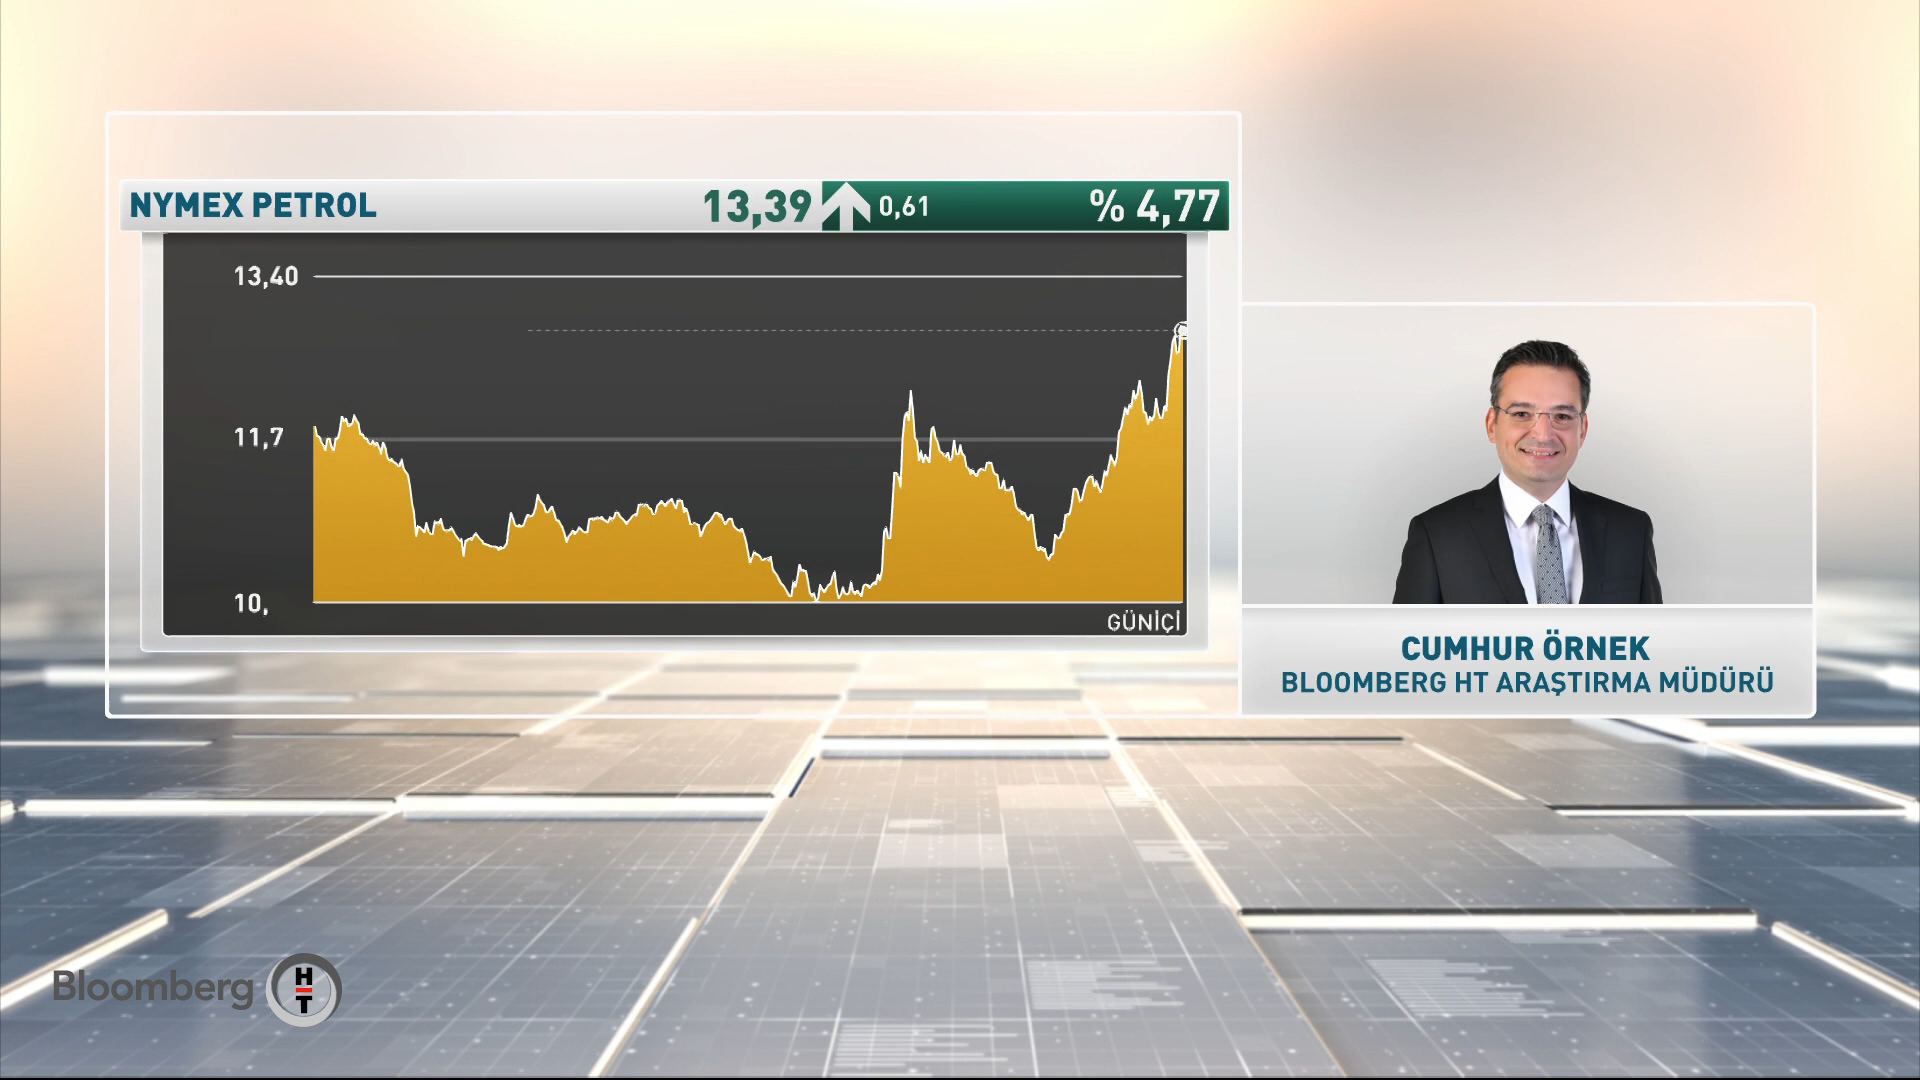 NYMEX PETROL 13,39 0,61 % 4,77
13,40
11,7
10,
GÜNİÇİ
CUMHUR ÖRNEK
BLOOMBERG HT ARAŞTIRMA MÜDÜRÜ
Bloomberg HT